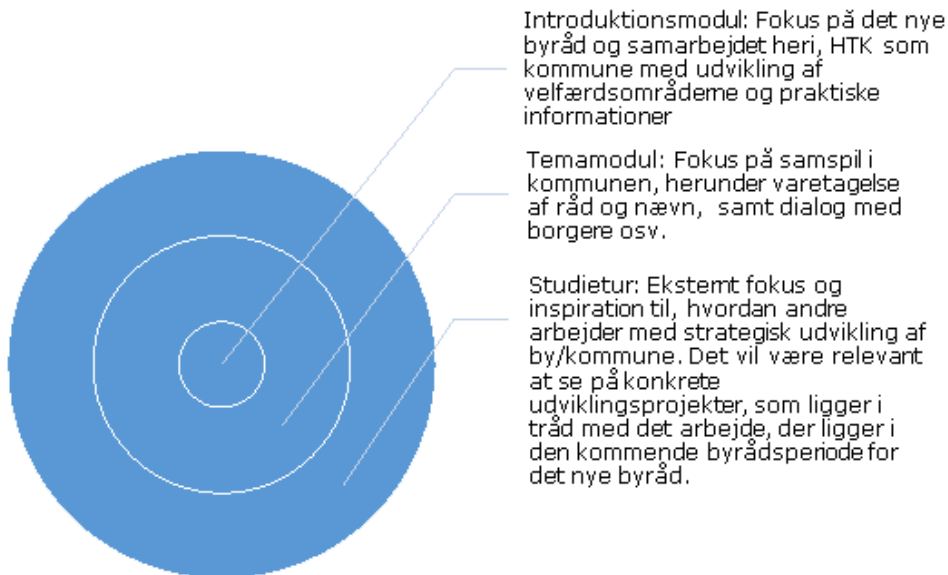 Introduktionsmodul: Fokus på det nye
byråd og samarbejdet heri, HTK som
kommune med udvikling af
velfærdsområderne og praktiske
informationer
Temamodul: Fokus på samspil i
kommunen, herunder varetagelse
af råd og nævn, samt dialog med
borgere osv.
Studietur: Eksternt fokus og
inspiration til, hvordan andre
arbejder med strategisk udvikling af
by/kommune. Det vil være relevant
at se på konkrete
udviklingsprojekter, som ligger i
tråd med det arbejde, der ligger i
den kommende byrådsperiode for
det nye byråd.